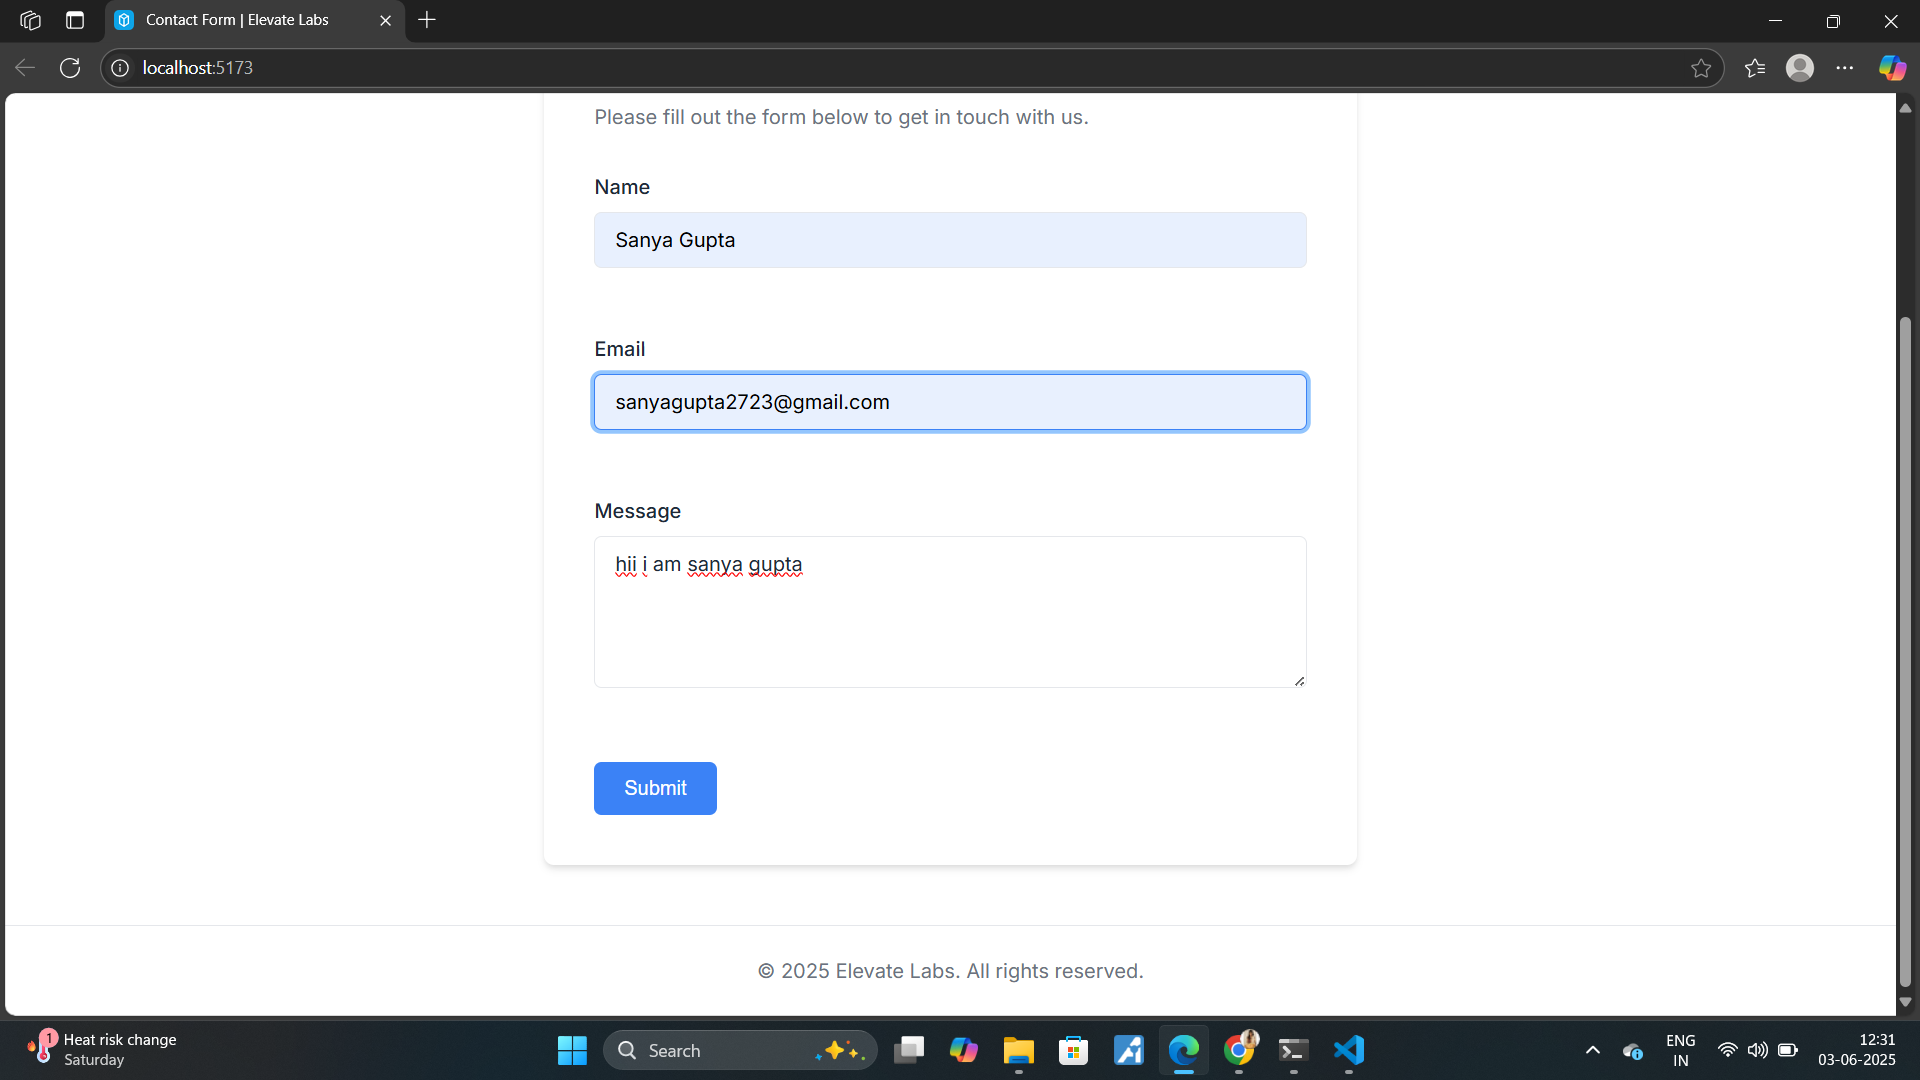 Contact Form | Elevate Labs
localhost:5173
Please fill out the form below to get in touch with us.
Name
Sanya Gupta
Email
sanyagupta2723@gmail.com
Message
hii i am sanya gupta
Submit
© 2025 Elevate Labs. All rights reserved.
1
Heat risk change
Saturday
Search
ENG
IN
12:31
03-06-2025